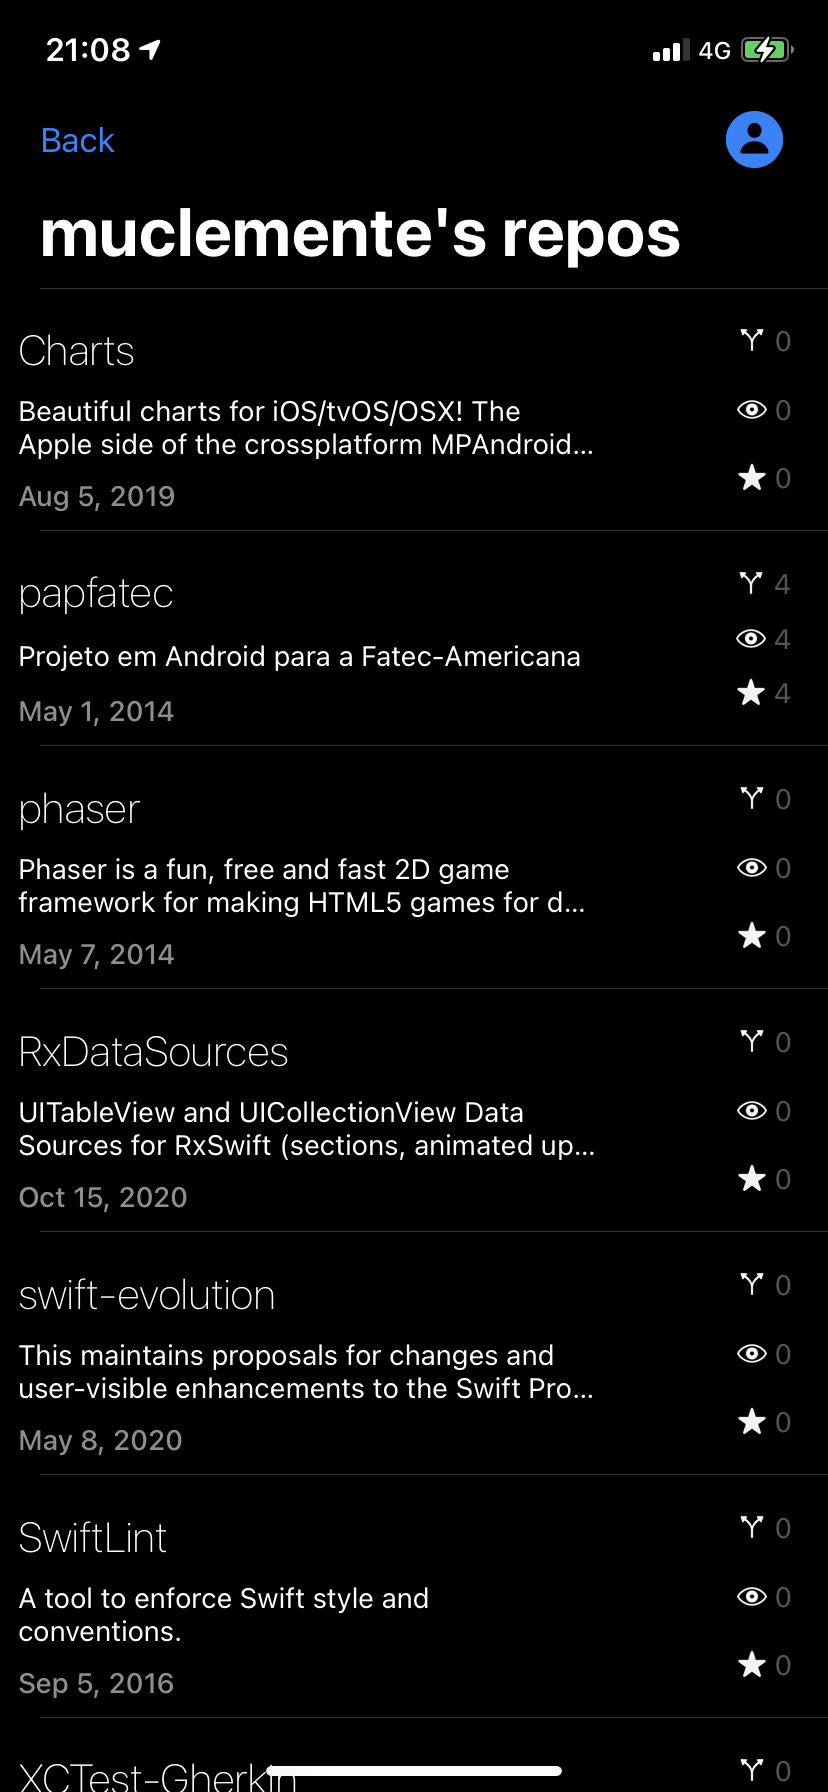 21:08
4G
Back
muclemente's repos
Charts
0
Beautiful charts for iOS/tvOS/OSX! The
Apple side of the crossplatform MPAndroid...
0
Aug 5, 2019
0
papfatec
4
Projeto em Android para a Fatec-Americana
4
May 1, 2014
4
phaser
0
Phaser is a fun, free and fast 2D game
framework for making HTML5 games for d...
0
May 7, 2014
0
RxDataSources
0
UITableView and UICollectionView Data
Sources for RxSwift (sections, animated up...
0
Oct 15, 2020
0
swift-evolution
0
This maintains proposals for changes and
user-visible enhancements to the Swift Pro...
0
May 8, 2020
0
SwiftLint
0
A tool to enforce Swift style and
conventions.
0
Sep 5, 2016
0
XCTest-Gherkin
0